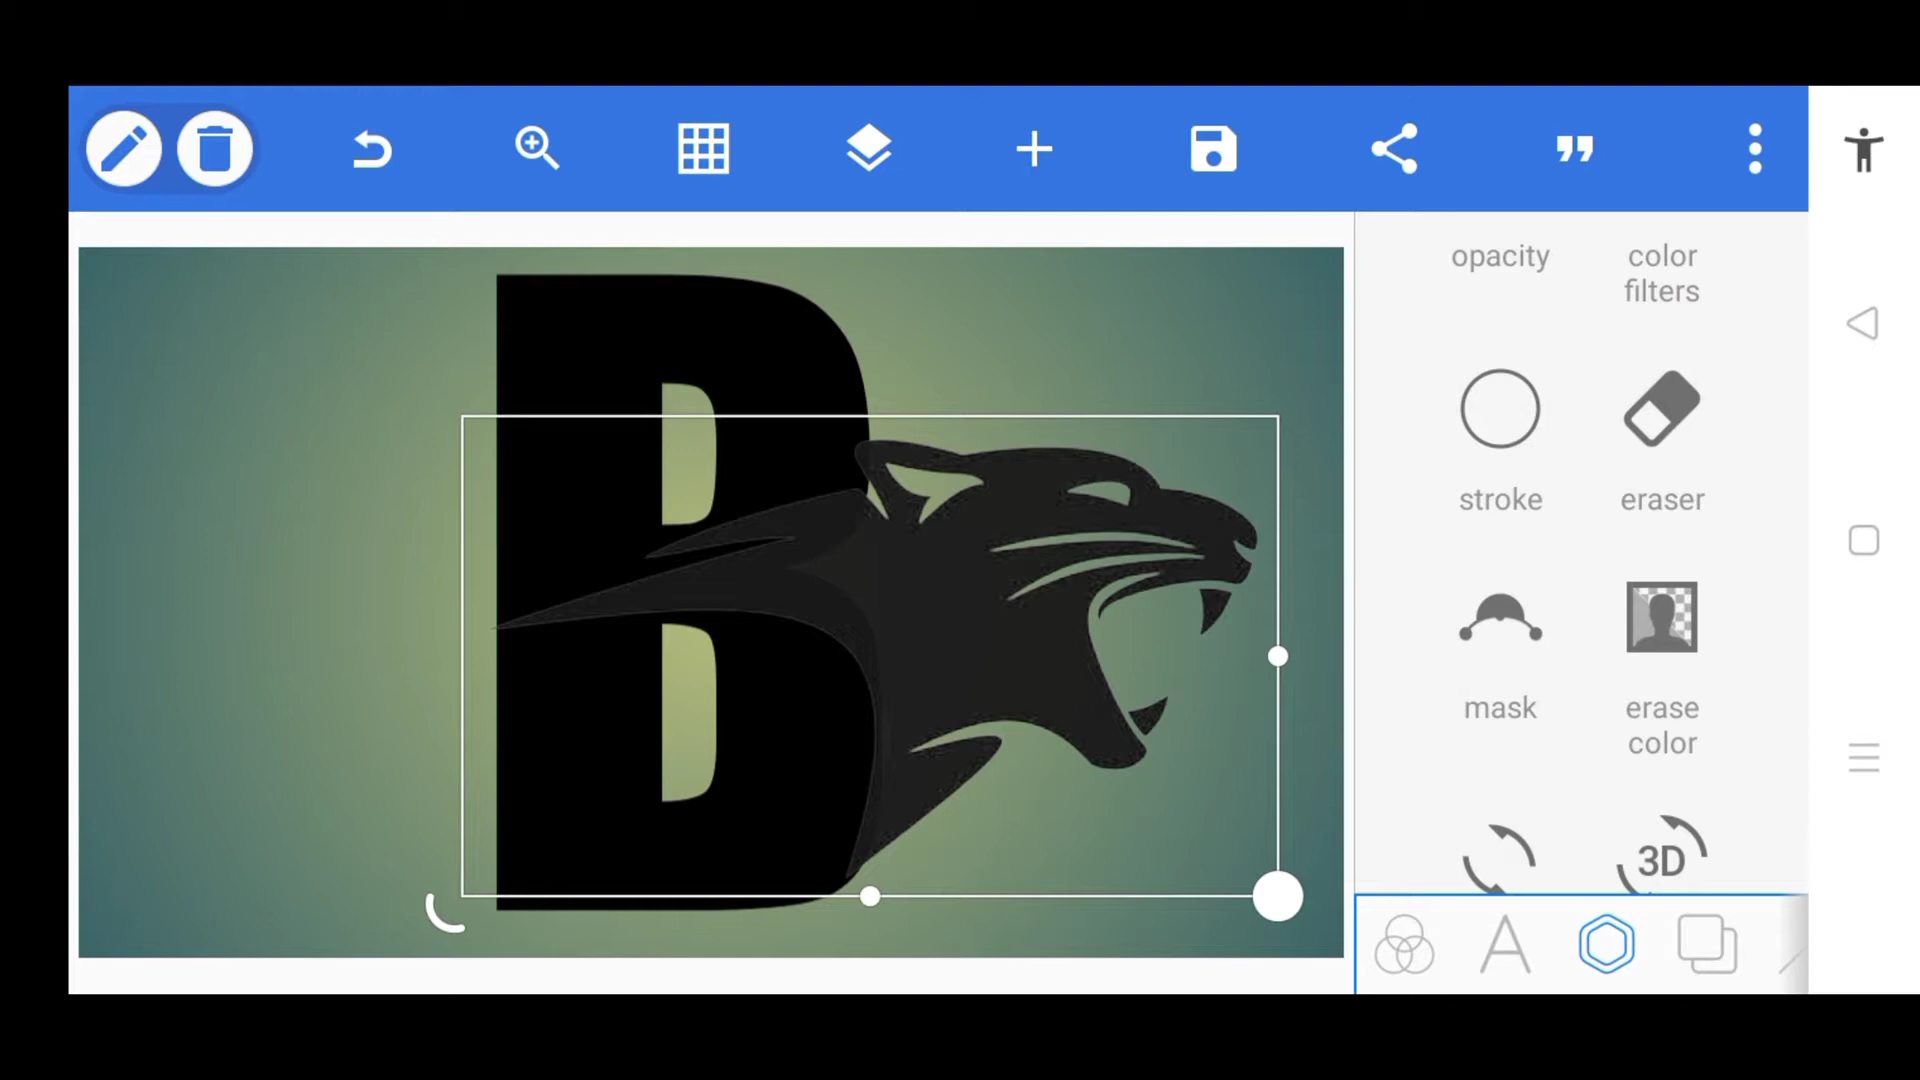 B
opacity
color
filters
stroke
eraser
mask
erase
color
3D
A